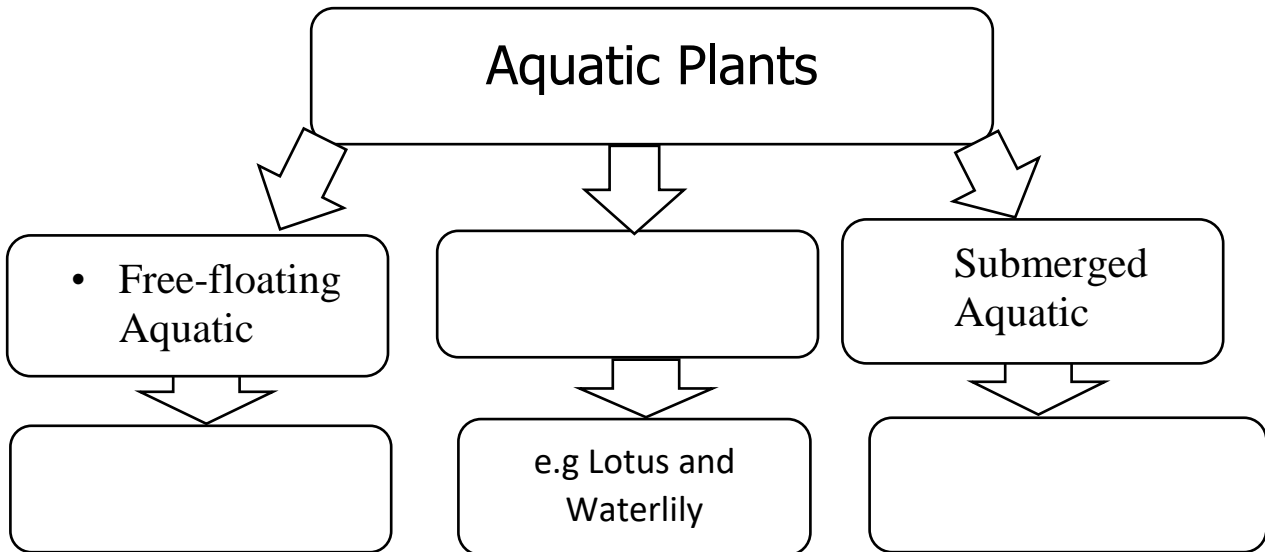 Aquatic Plants
• Free-floating
Aquatic
Submerged
Aquatic
e.g Lotus and
Waterlily